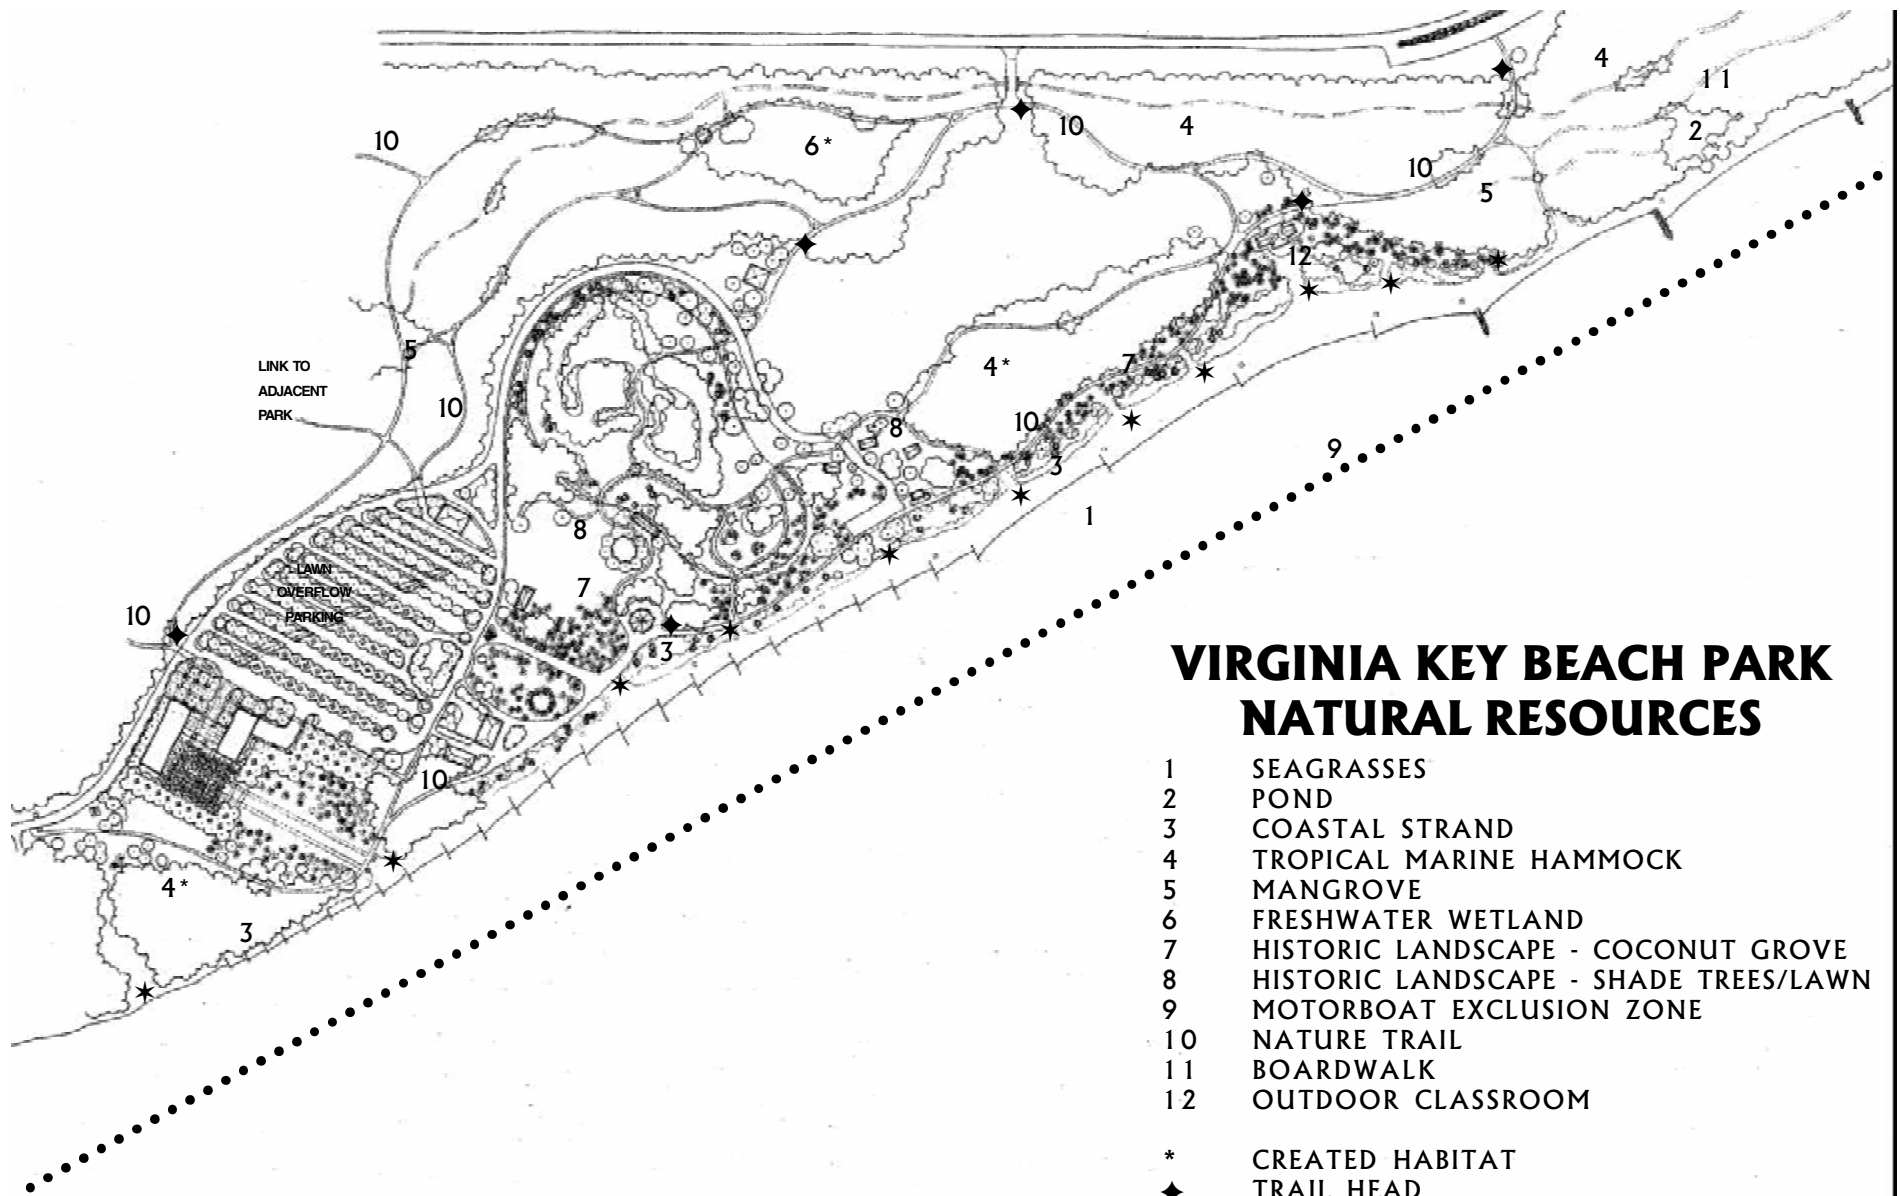 4
11
10
6*
10
4
2
10
5
12
5
LINK TO
ADJACENT
PARK
10
4*
7
10
8
3
9
1
8
LAWN
OVERFLOW
PARKING
7
10
3
10
4*
3
VIRGINIA KEY BEACH PARK
NATURAL RESOURCES
1 SEAGRASSES
2 POND
3 COASTAL STRAND
4 TROPICAL MARINE HAMMOCK
5 MANGROVE
6 FRESHWATER WETLAND
7 HISTORIC LANDSCAPE - COCONUT GROVE
8 HISTORIC LANDSCAPE - SHADE TREES/LAWN
9 MOTORBOAT EXCLUSION ZONE
10 NATURE TRAIL
11 BOARDWALK
12 OUTDOOR CLASSROOM
* CREATED HABITAT
✦ TRAIL HEAD